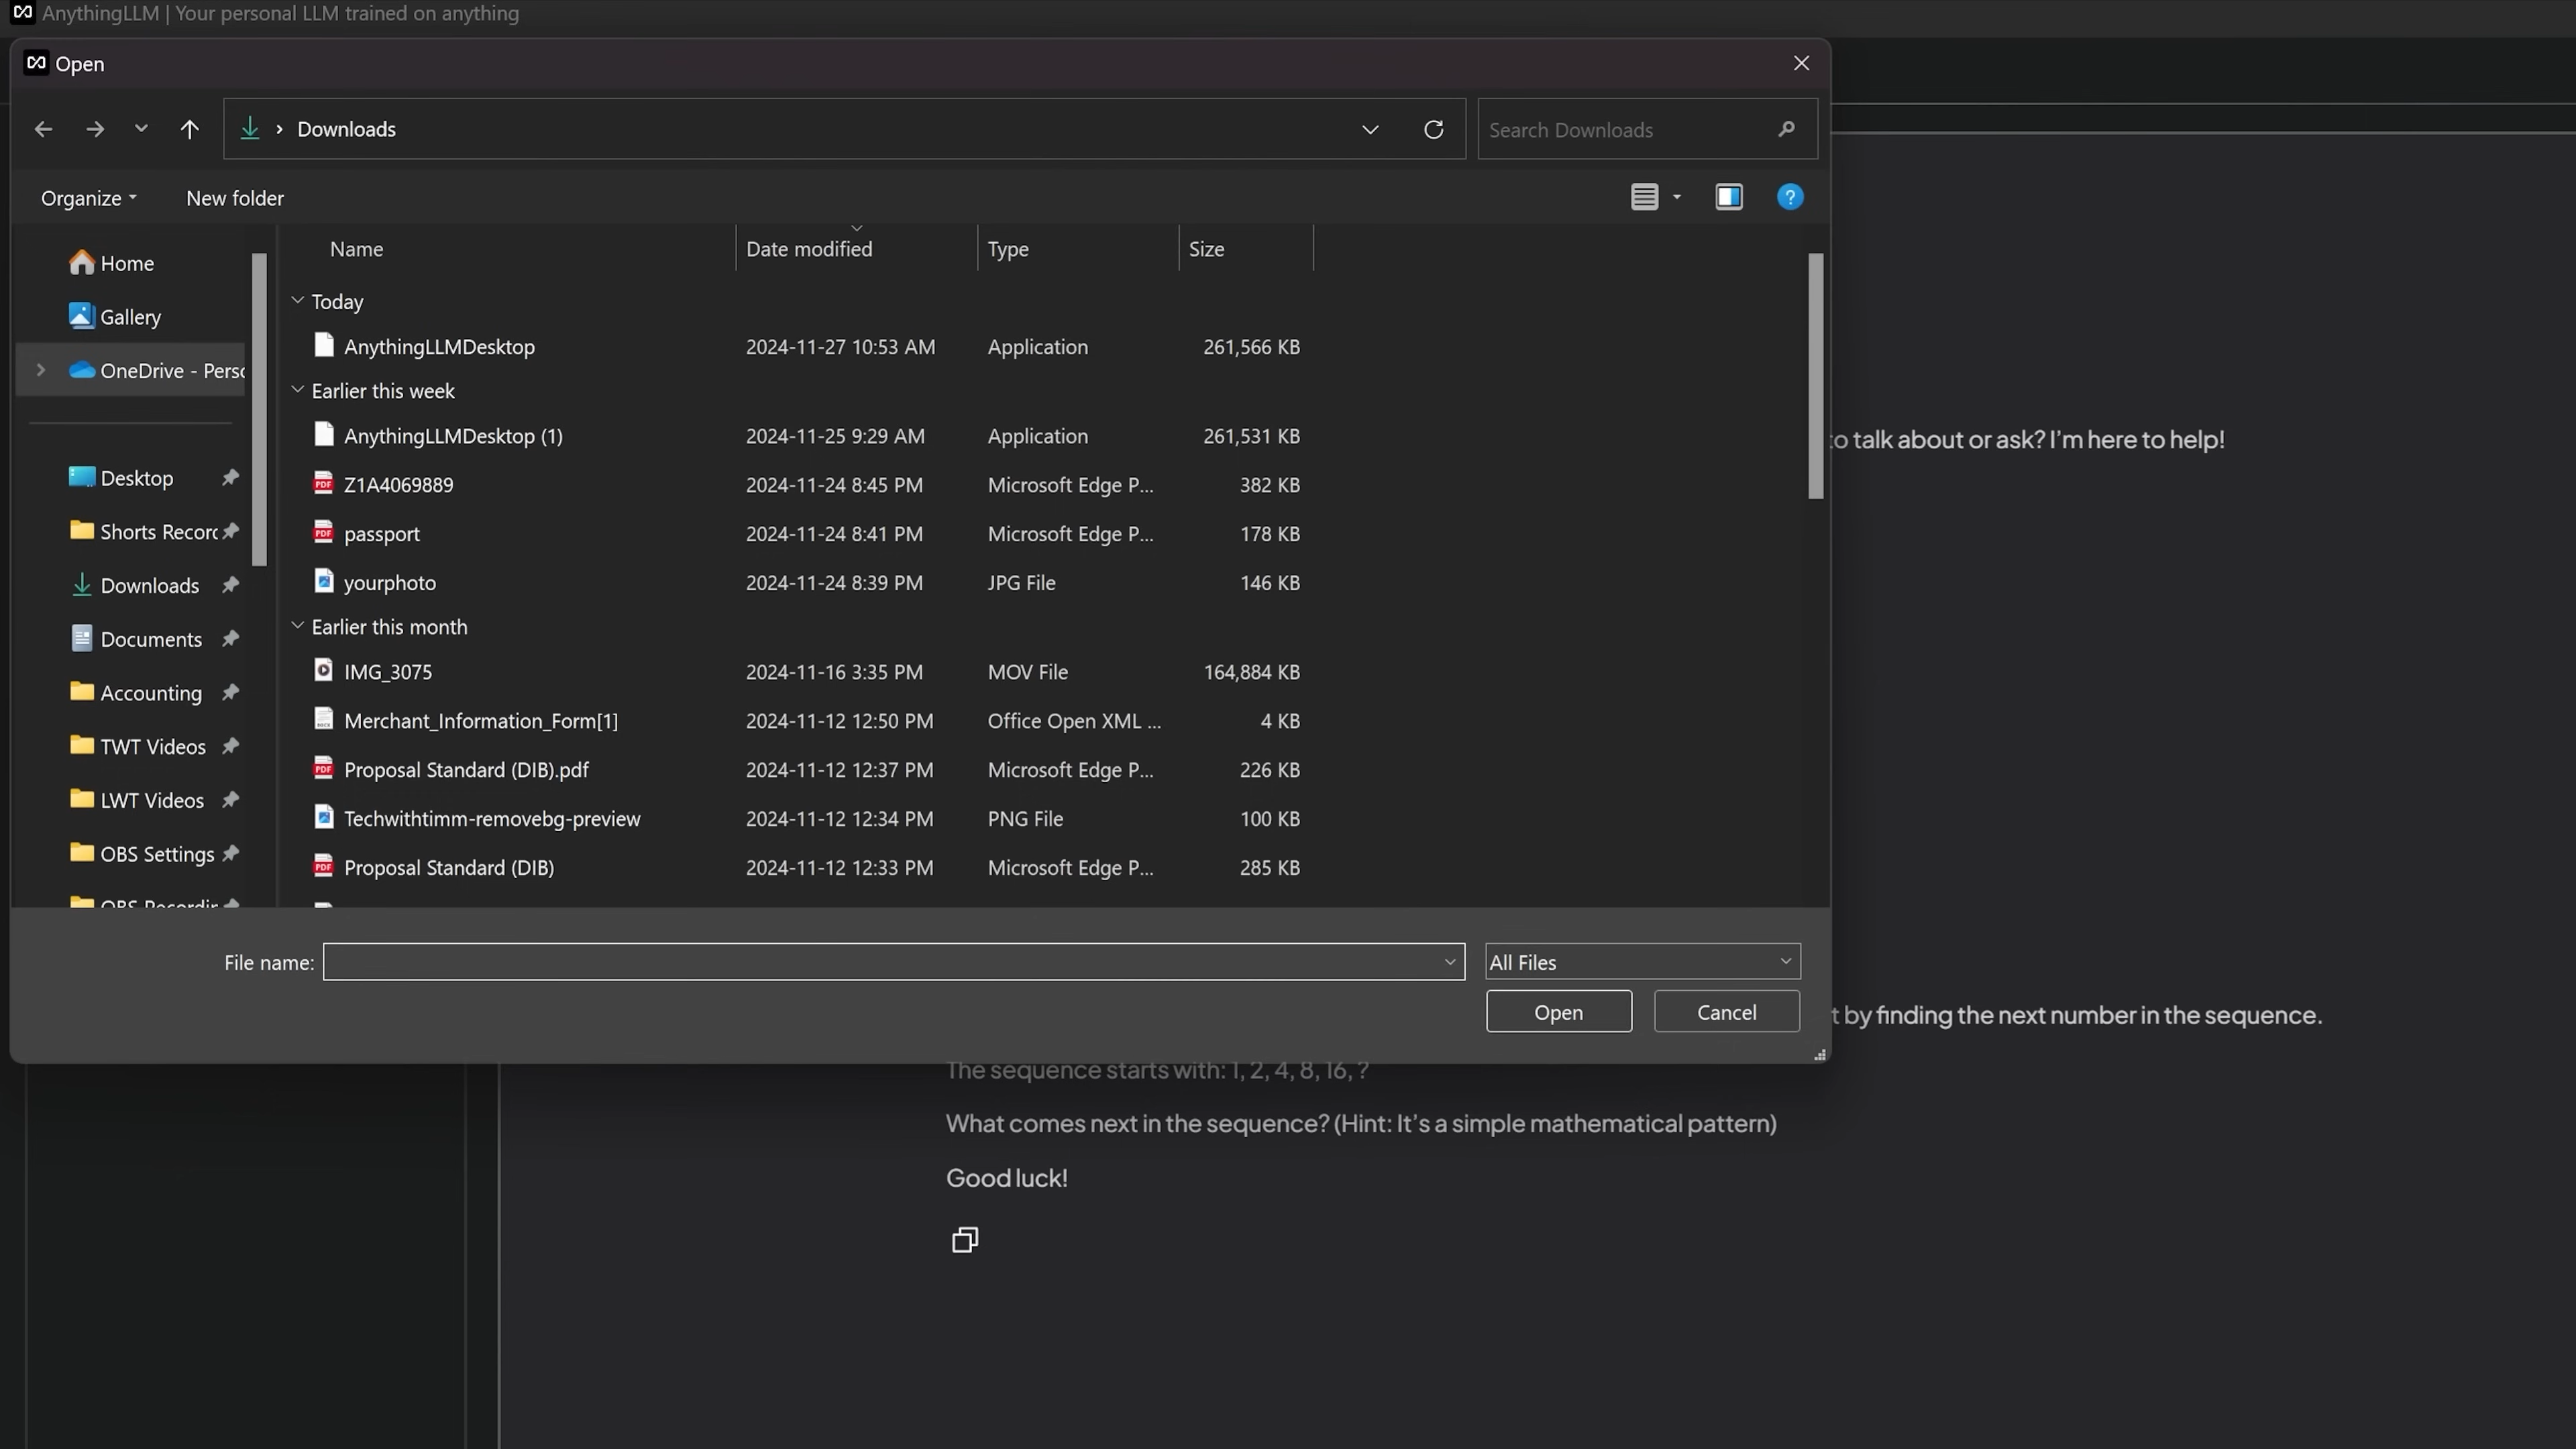 AnythingLLM | Your personal LLM trained on anything
Open
Downloads
Search Downloads
Organize
New folder
Name Date modified Type Size
Home
Gallery
OneDrive - Perso
Desktop
Shorts Record
Downloads
Documents
Accounting
TWT Videos
LWT Videos
OBS Settings
Today
AnythingLLMDesktop 2024-11-27 10:53 AM Application 261,566 KB
Earlier this week
AnythingLLMDesktop (1) 2024-11-25 9:29 AM Application 261,531 KB
Z1A4069889 2024-11-24 8:45 PM Microsoft Edge P... 382 KB
passport 2024-11-24 8:41 PM Microsoft Edge P... 178 KB
yourphoto 2024-11-24 8:39 PM JPG File 146 KB
Earlier this month
IMG_3075 2024-11-16 3:35 PM MOV File 164,884 KB
Merchant_Information_Form[1] 2024-11-12 12:50 PM Office Open XML ... 4 KB
Proposal Standard (DIB).pdf 2024-11-12 12:37 PM Microsoft Edge P... 226 KB
Techwithtimm-removebg-preview 2024-11-12 12:34 PM PNG File 100 KB
Proposal Standard (DIB) 2024-11-12 12:33 PM Microsoft Edge P... 285 KB
File name:
All Files
Open
Cancel
to talk about or ask? I'm here to help!
t by finding the next number in the sequence.
The sequence starts with: 1, 2, 4, 8, 16, ?
What comes next in the sequence? (Hint: It's a simple mathematical pattern)
Good luck!